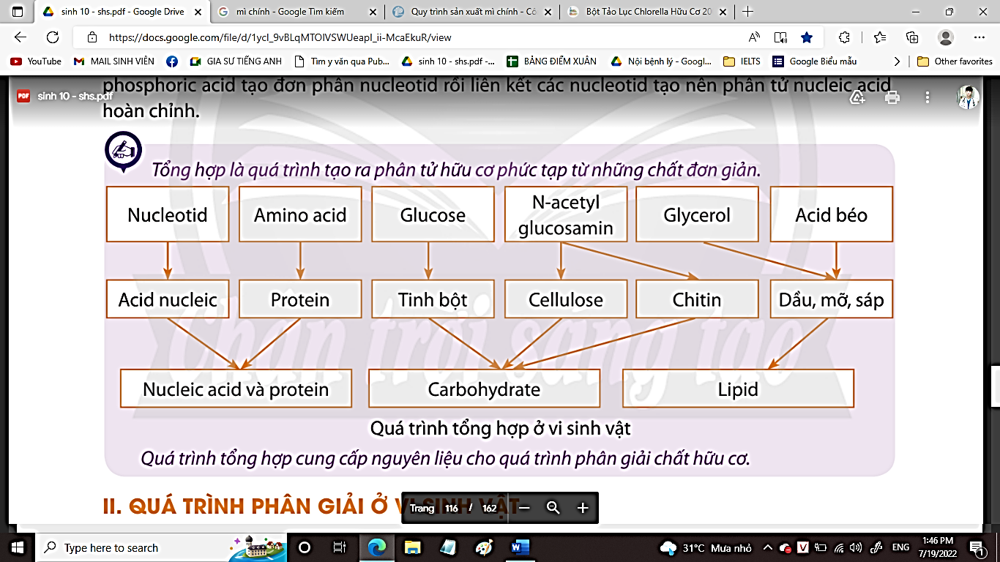 sinh 10 - shs.pdf - Google Drive
mì chính - Google Tìm kiếm
Quy trình sản xuất mì chính - Cô
Bột Tảo Lục Chlorella Hữu Cơ 20
https://docs.google.com/file/d/1ycl_9vBLqMTOIVSWUeapI_ii-McaEkuR/view
YouTube
MAIL SINH VIÊN
GIA SƯ TIẾNG ANH
Tìm y văn qua Pub...
sinh 10 - shs.pdf -...
BẢNG ĐIỂM XUÂN
Nội bệnh lý - Googl...
IELTS
Google Biểu mẫu
Other favorites
phosphoric acid tạo đơn phân nucleotid rồi liên kết các nucleotid tạo nên phân tử nucleic acid
PDF sinh 10 - shs.pdf
hoàn chỉnh.
Tổng hợp là quá trình tạo ra phân tử hữu cơ phức tạp từ những chất đơn giản.
Nucleotid
Amino acid
Glucose
N-acetyl
glucosamin
Glycerol
Acid béo
Acid nucleic
Protein
Tinh bột
Cellulose
Chitin
Dầu, mỡ, sáp
Chân trời sáng tạo
Nucleic acid và protein
Carbohydrate
Lipid
Quá trình tổng hợp ở vi sinh vật
Quá trình tổng hợp cung cấp nguyên liệu cho quá trình phân giải chất hữu cơ.
II. QUÁ TRÌNH PHÂN GIẢI Ở VI SINH VẬT
Trang 116 / 162
Type here to search
31°C Mưa nhỏ
V
ENG
1:46 PM
7/19/2022
1